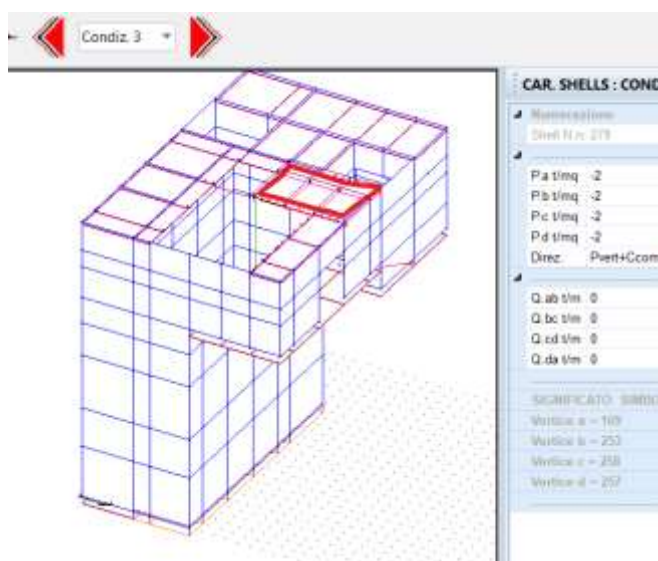 Condiz. 3
CAR. SHELLS : COND
Numerazione
Shell N.ro 279
P.a t/mq -2
P.b t/mq -2
P.c t/mq -2
P.d t/mq -2
Direz. Pvert+Ccom
Q.ab t/m 0
Q.bc t/m 0
Q.cd t/m 0
Q.da t/m 0
SIGNIFICATO SIMBO
Vertice a = 169
Vertice b = 253
Vertice c = 258
Vertice d = 257